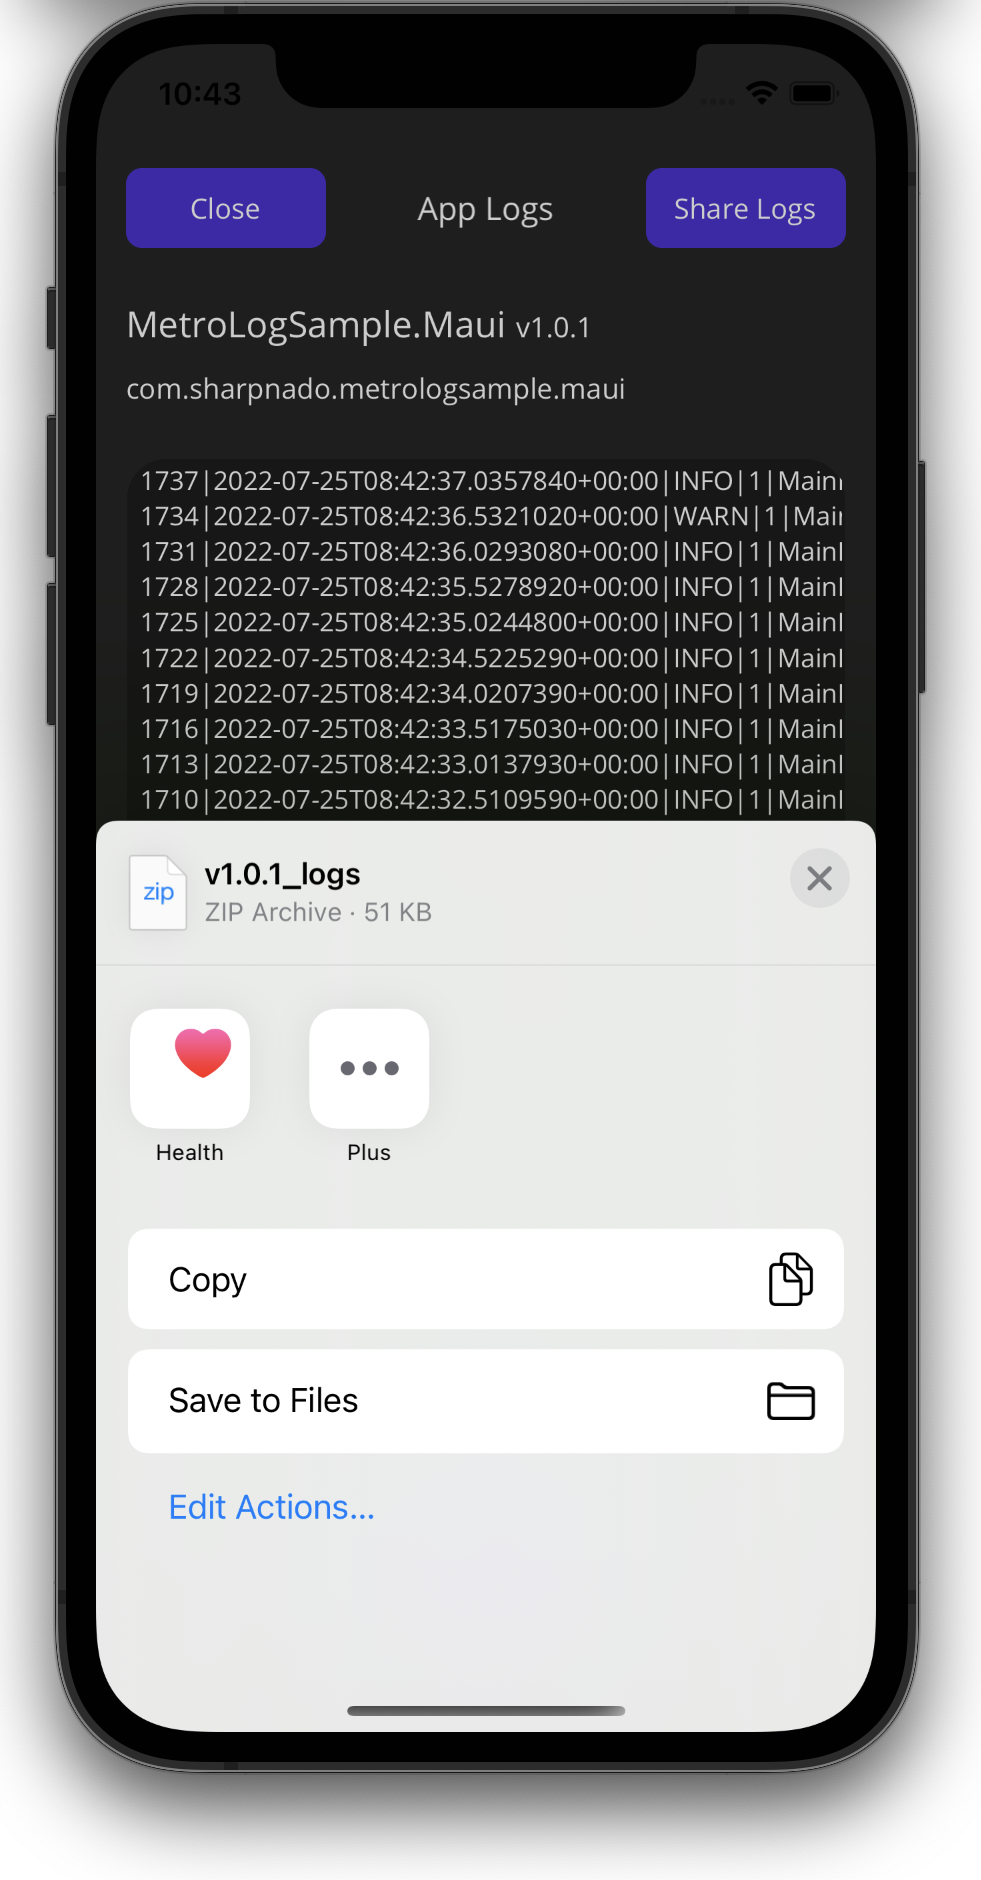 10:43
Close
App Logs
Share Logs
MetroLogSample.Maui v1.0.1
com.sharpnado.metrologsample.maui
1737|2022-07-25T08:42:37.0357840+00:00|INFO|1|Main
1734|2022-07-25T08:42:36.5321020+00:00|WARN|1|Mai
1731|2022-07-25T08:42:36.0293080+00:00|INFO|1|Main
1728|2022-07-25T08:42:35.5278920+00:00|INFO|1|Main
1725|2022-07-25T08:42:35.0244800+00:00|INFO|1|Main
1722|2022-07-25T08:42:34.5225290+00:00|INFO|1|Main
1719|2022-07-25T08:42:34.0207390+00:00|INFO|1|Main
1716|2022-07-25T08:42:33.5175030+00:00|INFO|1|Main
1713|2022-07-25T08:42:33.0137930+00:00|INFO|1|Main
1710|2022-07-25T08:42:32.5109590+00:00|INFO|1|Main
zip
v1.0.1_logs
ZIP Archive · 51 KB
Health
Plus
Copy
Save to Files
Edit Actions...